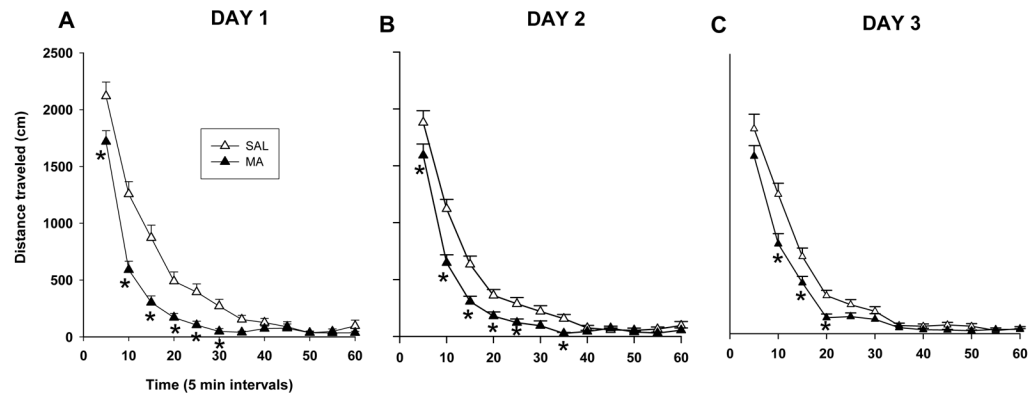 A DAY 1
B DAY 2
C DAY 3
2500
2000
1500
1000
500
0
Distance traveled (cm)
SAL
MA
* * * * * *
* * * * * *
* * *
0 10 20 30 40 50 60
0 10 20 30 40 50 60
0 10 20 30 40 50 60
Time (5 min intervals)